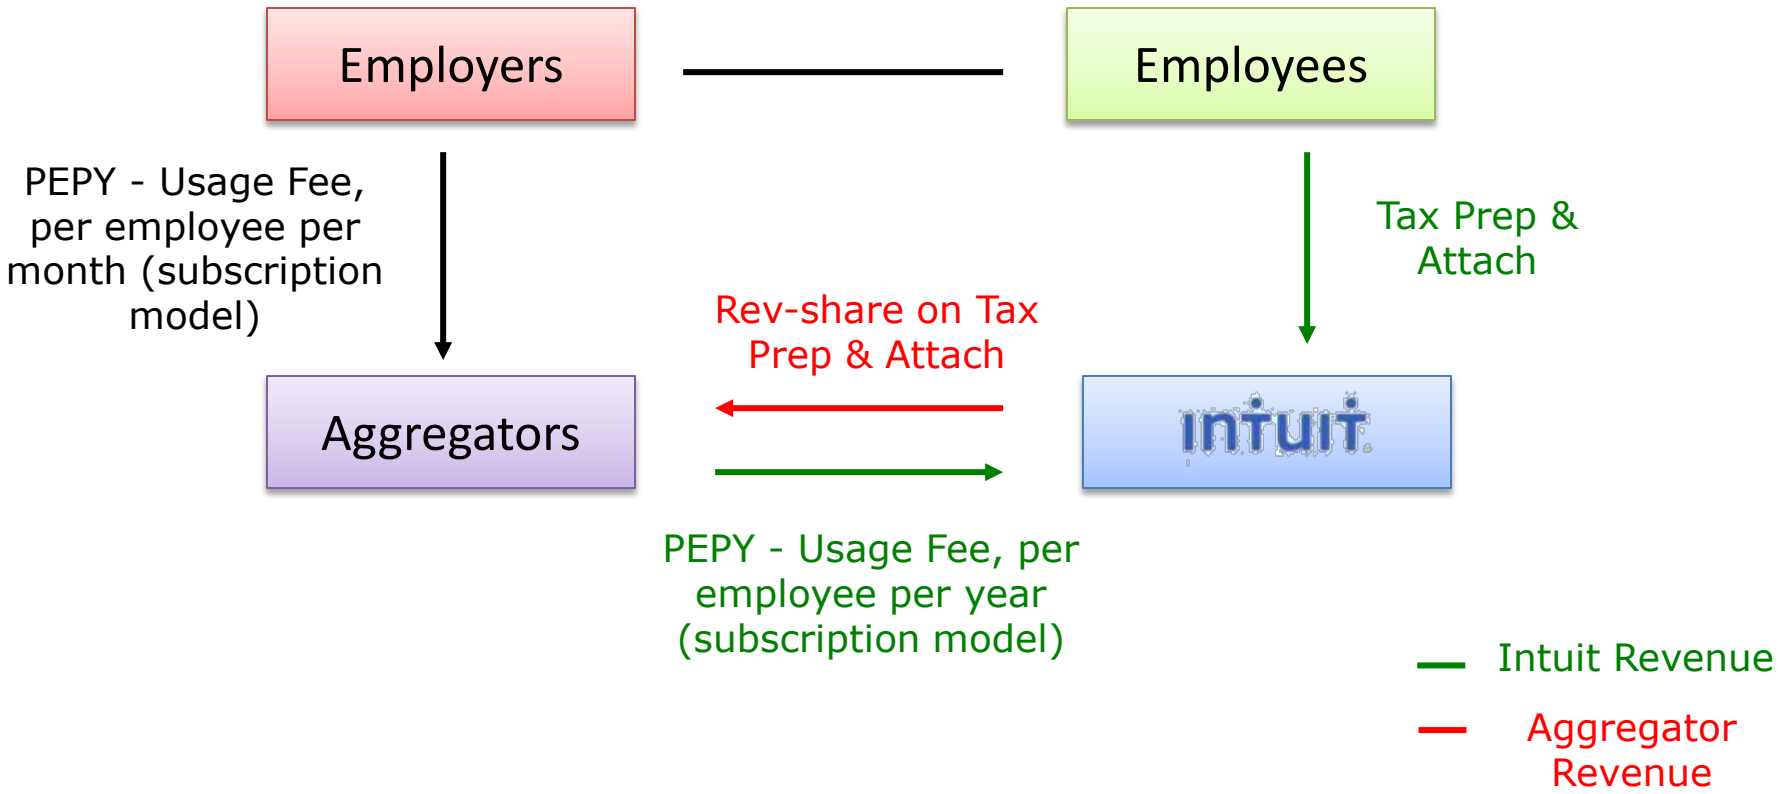 Employers
Employees
PEPY - Usage Fee,
per employee per
month (subscription
model)
Tax Prep &
Attach
Rev-share on Tax
Prep & Attach
Aggregators
intuit
PEPY - Usage Fee, per
employee per year
(subscription model)
Intuit Revenue
Aggregator
Revenue